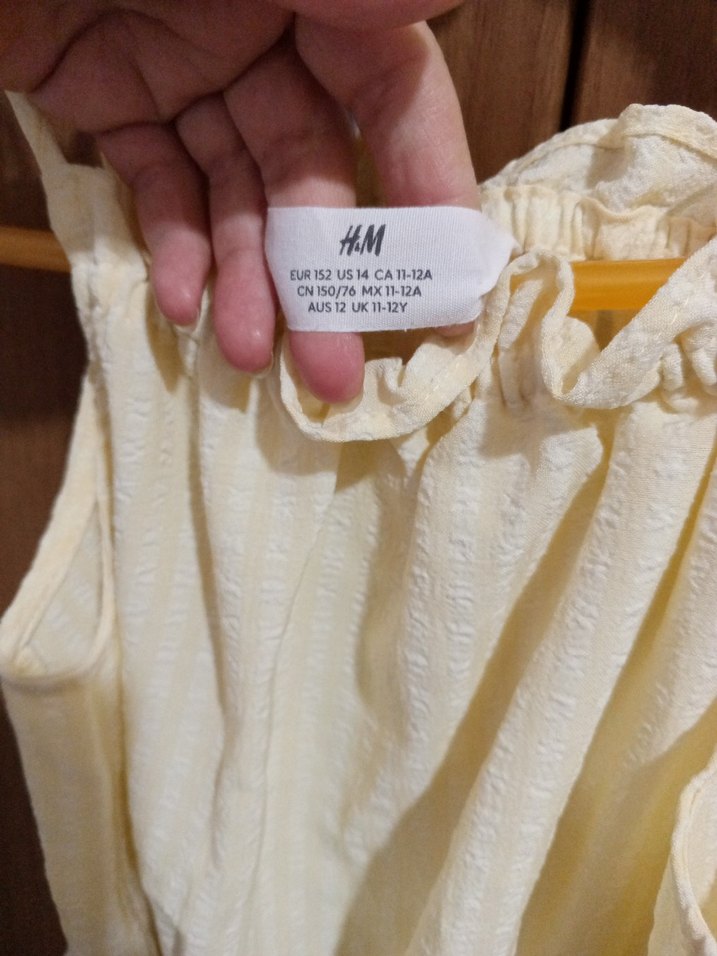 H&M
EUR 152 US 14 CA 11-12A
CN 150/76 MX 11-12A
AUS 12 UK 11-12Y